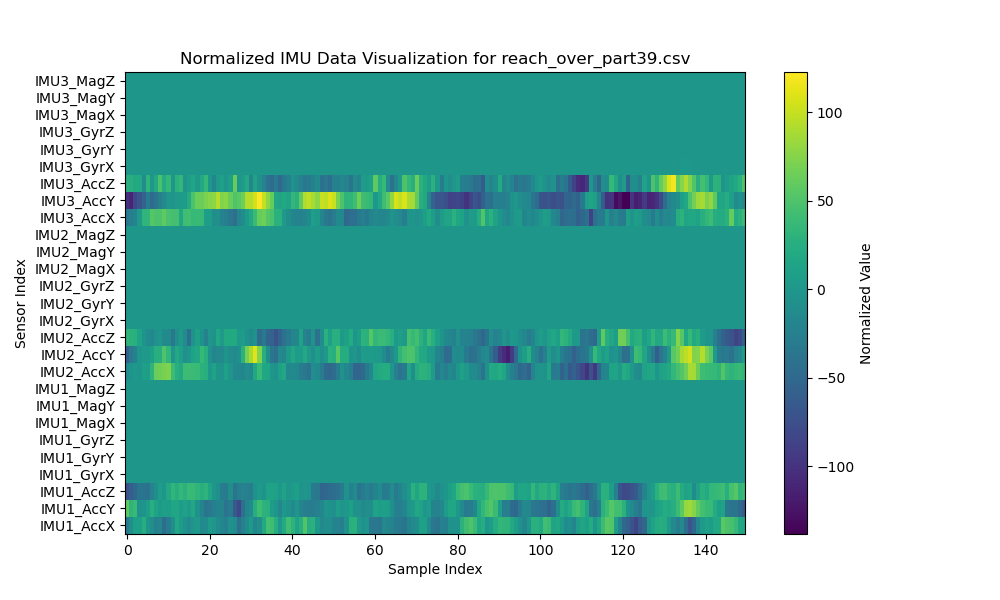 Normalized IMU Data Visualization for reach_over_part39.csv
IMU3_MagZ
IMU3_MagY
IMU3_MagX
IMU3_GyrZ
IMU3_GyrY
IMU3_GyrX
IMU3_AccZ
IMU3_AccY
IMU3_AccX
IMU2_MagZ
IMU2_MagY
IMU2_MagX
IMU2_GyrZ
IMU2_GyrY
IMU2_GyrX
IMU2_AccZ
IMU2_AccY
IMU2_AccX
IMU1_MagZ
IMU1_MagY
IMU1_MagX
IMU1_GyrZ
IMU1_GyrY
IMU1_GyrX
IMU1_AccZ
IMU1_AccY
IMU1_AccX
Sensor Index
0 20 40 60 80 100 120 140
Sample Index
100
50
0
−50
−100
Normalized Value